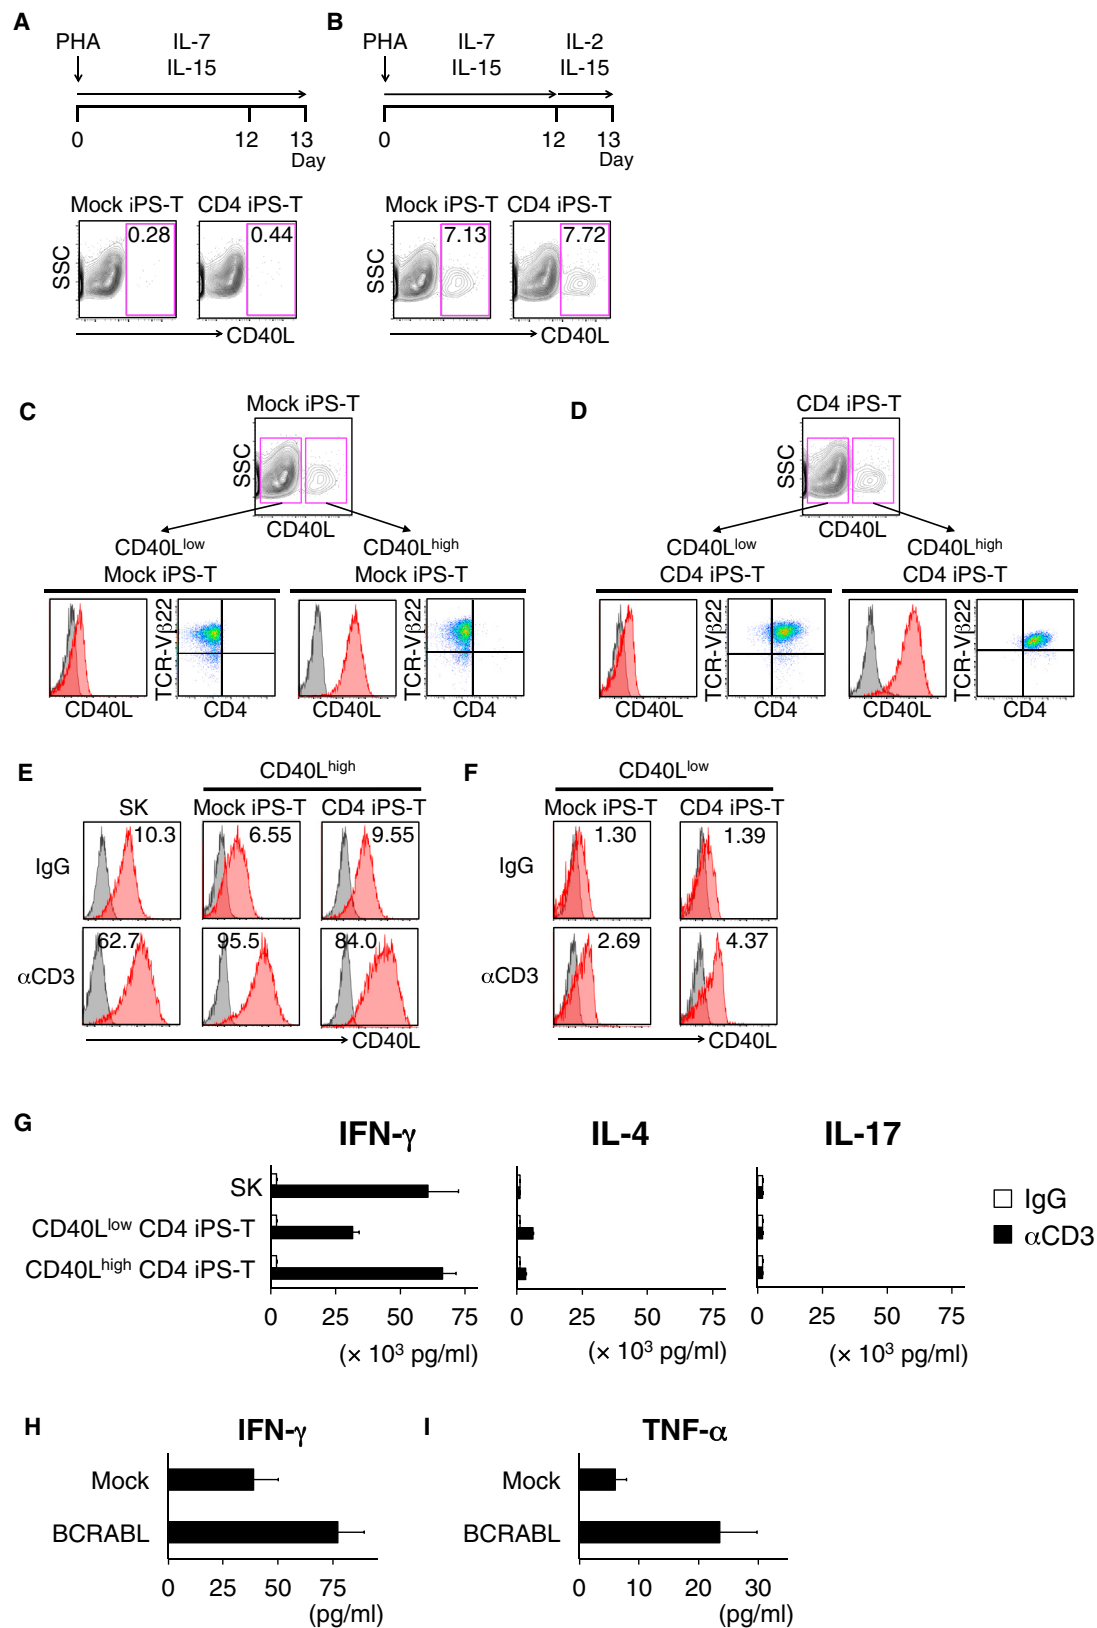 A
PHA
IL-7
IL-15
0
12
13
Day
Mock iPS-T
CD4 iPS-T
SSC
0.28
0.44
CD40L
B
PHA
IL-7
IL-15
IL-2
IL-15
0
12
13
Day
Mock iPS-T
CD4 iPS-T
SSC
7.13
7.72
CD40L
C
Mock iPS-T
SSC
CD40L
CD40Llow
Mock iPS-T
CD40Lhigh
Mock iPS-T
CD40L
TCR-Vβ22
CD4
CD40L
TCR-Vβ22
CD4
D
CD4 iPS-T
SSC
CD40L
CD40Llow
CD4 iPS-T
CD40Lhigh
CD4 iPS-T
CD40L
TCR-Vβ22
CD4
CD40L
TCR-Vβ22
CD4
E
CD40Lhigh
SK
Mock iPS-T
CD4 iPS-T
IgG
10.3
6.55
9.55
αCD3
62.7
95.5
84.0
CD40L
F
CD40Llow
Mock iPS-T
CD4 iPS-T
IgG
1.30
1.39
αCD3
2.69
4.37
CD40L
G
IFN-γ
IL-4
IL-17
SK
CD40Llow CD4 iPS-T
CD40Lhigh CD4 iPS-T
0 25 50 75
(× 10³ pg/ml)
0 25 50 75
(× 10³ pg/ml)
0 25 50 75
(× 10³ pg/ml)
IgG
αCD3
H
IFN-γ
Mock
BCRABL
0 25 50 75
(pg/ml)
I
TNF-α
Mock
BCRABL
0 10 20 30
(pg/ml)